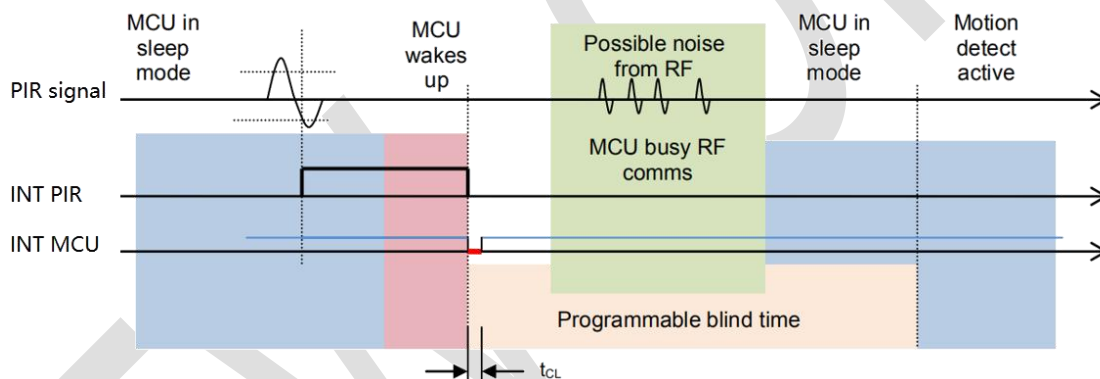 MCU in
sleep
mode
MCU
wakes
up
Possible noise
from RF
MCU in
sleep
mode
Motion
detect
active
PIR signal
MCU busy RF
comms
INT PIR
INT MCU
Programmable blind time
tCL